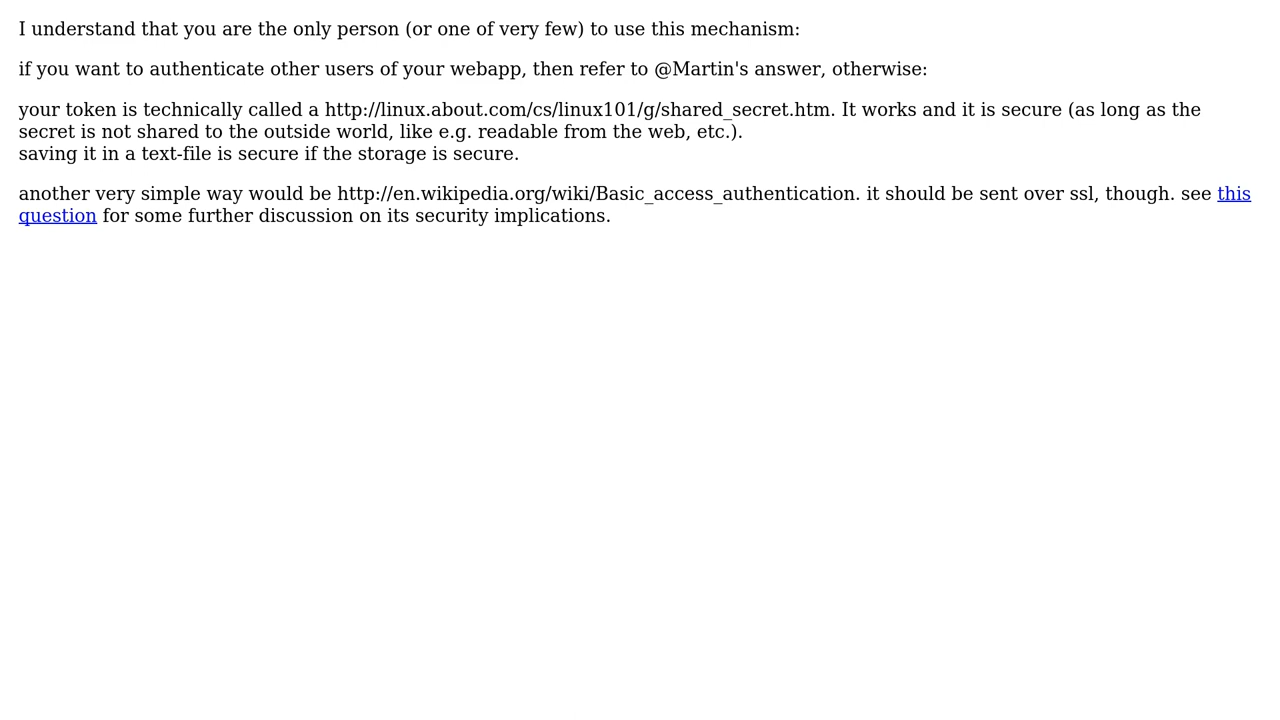 I understand that you are the only person (or one of very few) to use this mechanism:
if you want to authenticate other users of your webapp, then refer to @Martin's answer, otherwise:
your token is technically called a http://linux.about.com/cs/linux101/g/shared_secret.htm. It works and it is secure (as long as the
secret is not shared to the outside world, like e.g. readable from the web, etc.).
saving it in a text-file is secure if the storage is secure.
another very simple way would be http://en.wikipedia.org/wiki/Basic_access_authentication. it should be sent over ssl, though. see this
question for some further discussion on its security implications.